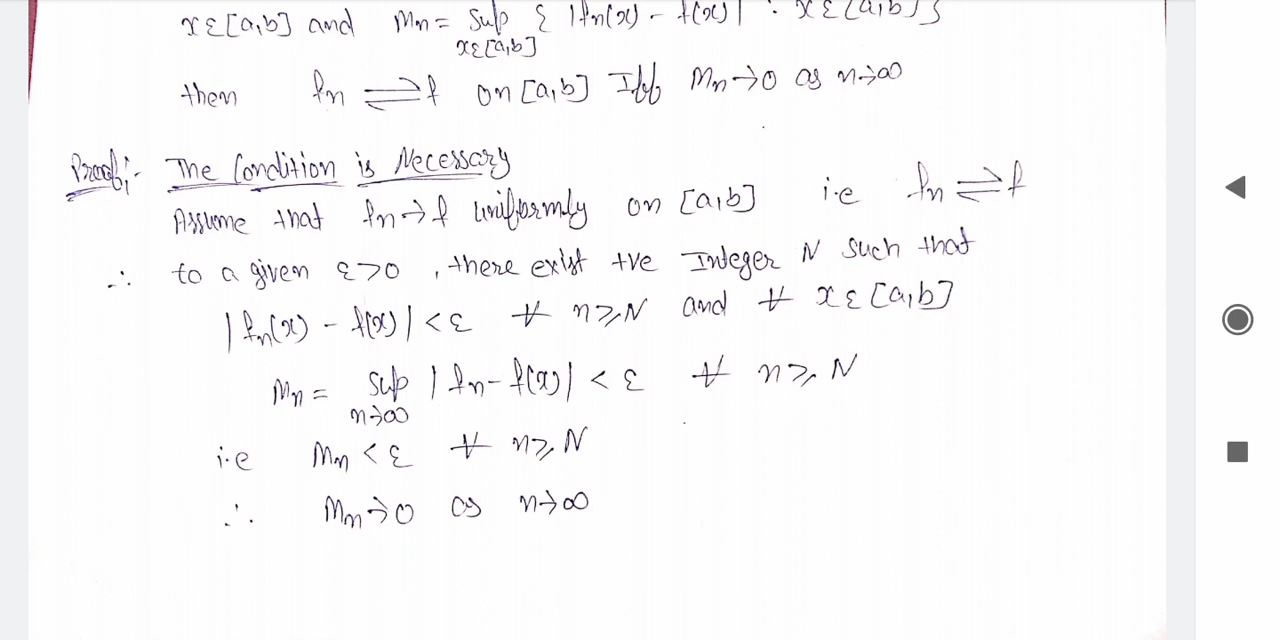 x ε [a,b] and Mn = Sup { |fn(x) - f(x)| : x ε [a,b] }
x ε [a,b]
then fn ⇌ f on [a,b] Iff Mn → 0 as n → ∞
Proof:- The Condition is Necessary
Assume that fn → f uniformly on [a,b] i.e fn ⇌ f
∴ to a given ε > 0 , there exist +ve Integer N such that
|fn(x) - f(x)| < ε ∀ n ≥ N and ∀ x ε [a,b]
Mn = Sup |fn - f(x)| < ε ∀ n ≥ N
n → ∞
i.e Mn < ε ∀ n ≥ N
∴ Mn → 0 as n → ∞